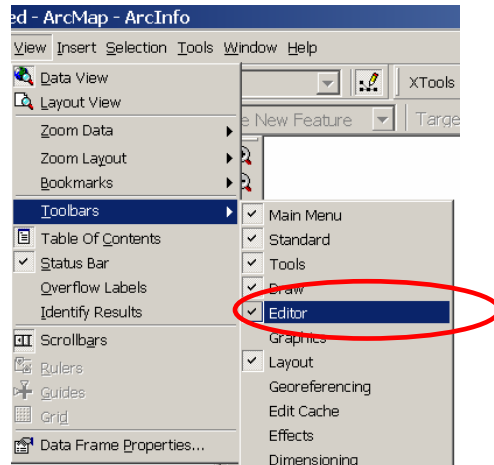 ed - ArcMap - ArcInfo
View Insert Selection Tools Window Help
Data View
XTools
Layout View
e New Feature
Targe
Zoom Data
Zoom Layout
Bookmarks
Toolbars
Main Menu
Table Of Contents
Standard
Status Bar
Tools
Overflow Labels
Draw
Identify Results
Editor
Scrollbars
Graphics
Rulers
Layout
Guides
Georeferencing
Grid
Edit Cache
Data Frame Properties...
Effects
Dimensioning